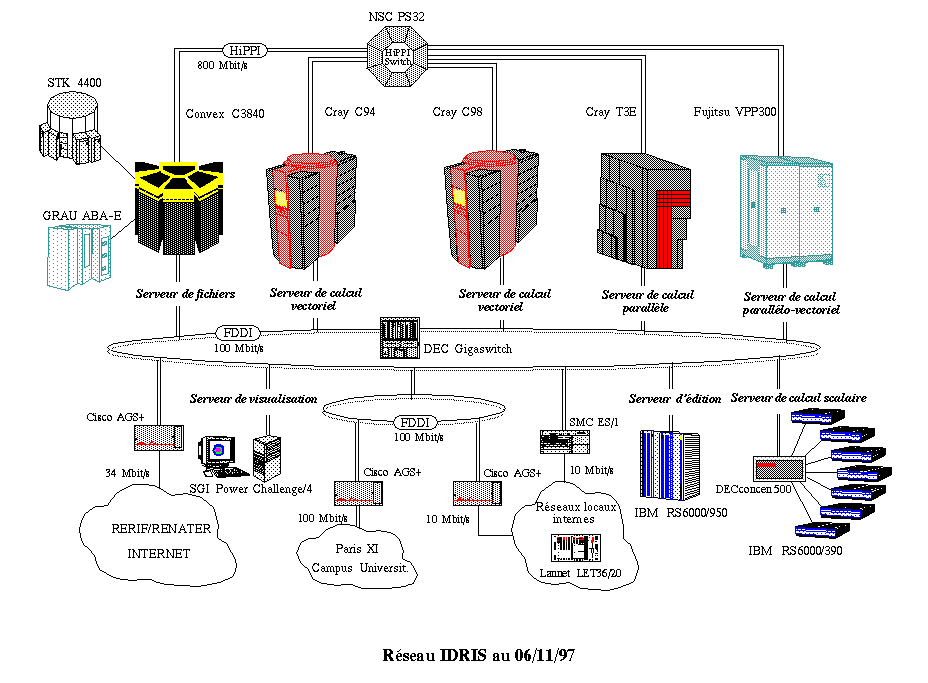 NSC PS32
HiPPI
800 Mbit/s
HiPPI
Switch
STK 4400
Convex C3840
Cray C94
Cray C98
Cray T3E
Fujitsu VPP300
GRAU ABA-E
Serveur de fichiers
Serveur de calcul
vectoriel
Serveur de calcul
vectoriel
Serveur de calcul
parallèle
Serveur de calcul
parallélo-vectoriel
FDDI
100 Mbit/s
DEC Gigaswitch
Serveur de visualisation
Serveur d'édition
Serveur de calcul scalaire
Cisco AGS+
FDDI
100 Mbit/s
SMC ES/1
34 Mbit/s
SGI Power Challenge/4
Cisco AGS+
Cisco AGS+
10 Mbit/s
DECconcen 500
100 Mbit/s
10 Mbit/s
Réseaux locaux
internes
IBM RS6000/950
RERIF/RENATER
INTERNET
Paris XI
Campus Universit.
Lannet LET36/20
IBM RS6000/390
Réseau IDRIS au 06/11/97